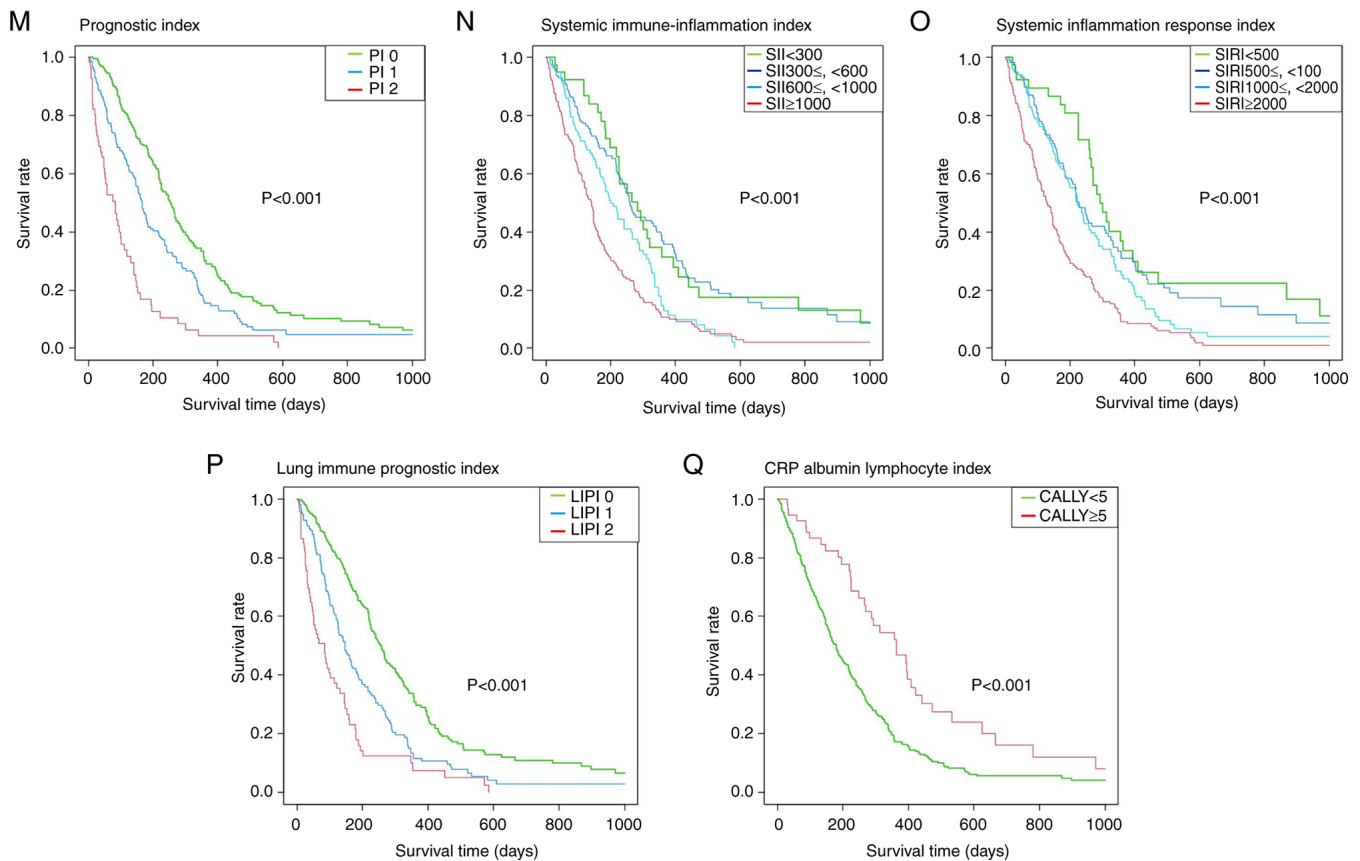 M
Prognostic index
PI 0
PI 1
PI 2
P<0.001
Survival rate
1.0
0.8
0.6
0.4
0.2
0.0
0 200 400 600 800 1000
Survival time (days)
N
Systemic immune-inflammation index
SII<300
SII300≤, <600
SII600≤, <1000
SII≥1000
P<0.001
Survival rate
1.0
0.8
0.6
0.4
0.2
0.0
0 200 400 600 800 1000
Survival time (days)
O
Systemic inflammation response index
SIRI<500
SIRI500≤, <100
SIRI1000≤, <2000
SIRI≥2000
P<0.001
Survival rate
1.0
0.8
0.6
0.4
0.2
0.0
0 200 400 600 800 1000
Survival time (days)
P
Lung immune prognostic index
LIPI 0
LIPI 1
LIPI 2
P<0.001
Survival rate
1.0
0.8
0.6
0.4
0.2
0.0
0 200 400 600 800 1000
Survival time (days)
Q
CRP albumin lymphocyte index
CALLY<5
CALLY≥5
P<0.001
Survival rate
1.0
0.8
0.6
0.4
0.2
0.0
0 200 400 600 800 1000
Survival time (days)